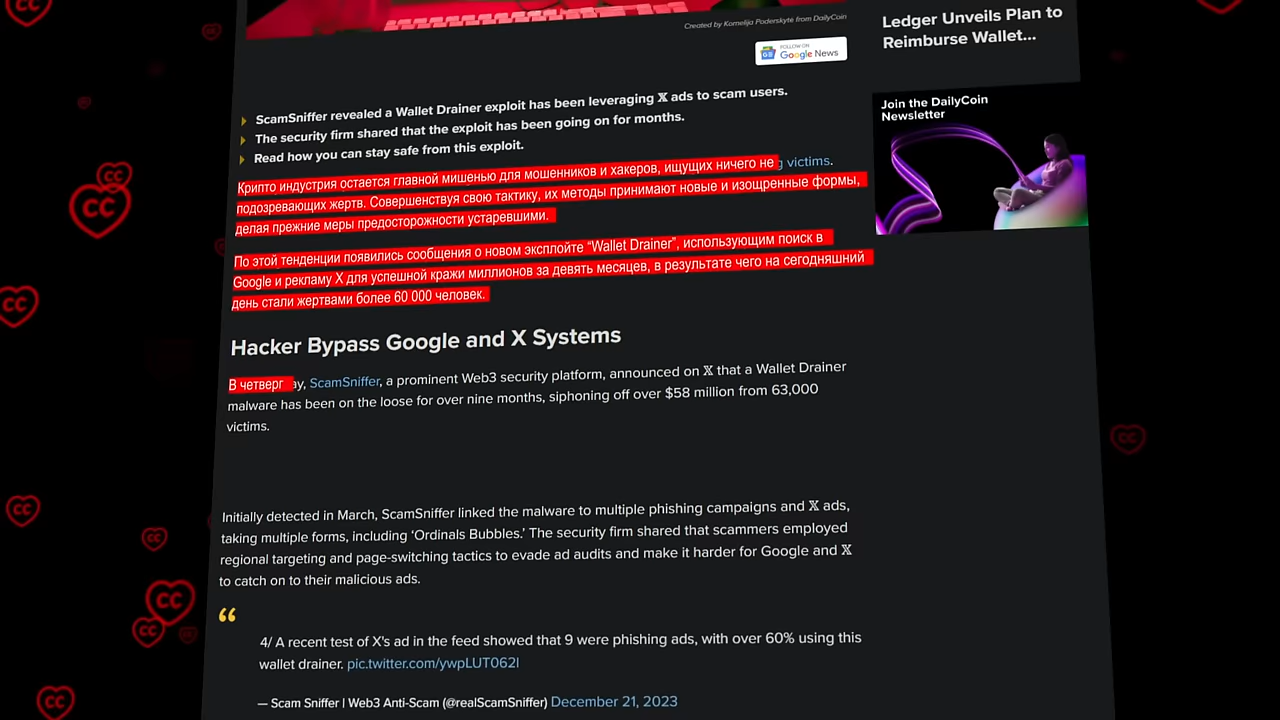 Created by Kornelija Poderskytė from DailyCoin
FOLLOW ON
Google News
Ledger Unveils Plan to
Reimburse Wallet...
Join the DailyCoin
Newsletter
ScamSniffer revealed a Wallet Drainer exploit has been leveraging 𝕏 ads to scam users.
The security firm shared that the exploit has been going on for months.
Read how you can stay safe from this exploit.
Крипто индустрия остается главной мишенью для мошенников и хакеров, ищущих ничего не g victims.
подозревающих жертв. Совершенствуя свою тактику, их методы принимают новые и изощренные формы,
делая прежние меры предосторожности устаревшими.
По этой тенденции появились сообщения о новом эксплойте “Wallet Drainer”, использующим поиск в
Google и рекламу X для успешной кражи миллионов за девять месяцев, в результате чего на сегодняшний
день стали жертвами более 60 000 человек.
Hacker Bypass Google and X Systems
В четверг ay, ScamSniffer, a prominent Web3 security platform, announced on 𝕏 that a Wallet Drainer
malware has been on the loose for over nine months, siphoning off over $58 million from 63,000
victims.
Initially detected in March, ScamSniffer linked the malware to multiple phishing campaigns and 𝕏 ads,
taking multiple forms, including ‘Ordinals Bubbles.’ The security firm shared that scammers employed
regional targeting and page-switching tactics to evade ad audits and make it harder for Google and 𝕏
to catch on to their malicious ads.
“
4/ A recent test of X's ad in the feed showed that 9 were phishing ads, with over 60% using this
wallet drainer. pic.twitter.com/ywpLUT062l
— Scam Sniffer | Web3 Anti-Scam (@realScamSniffer) December 21, 2023
CC
CC
CC
CC
CC
CC
CC
CC
CC